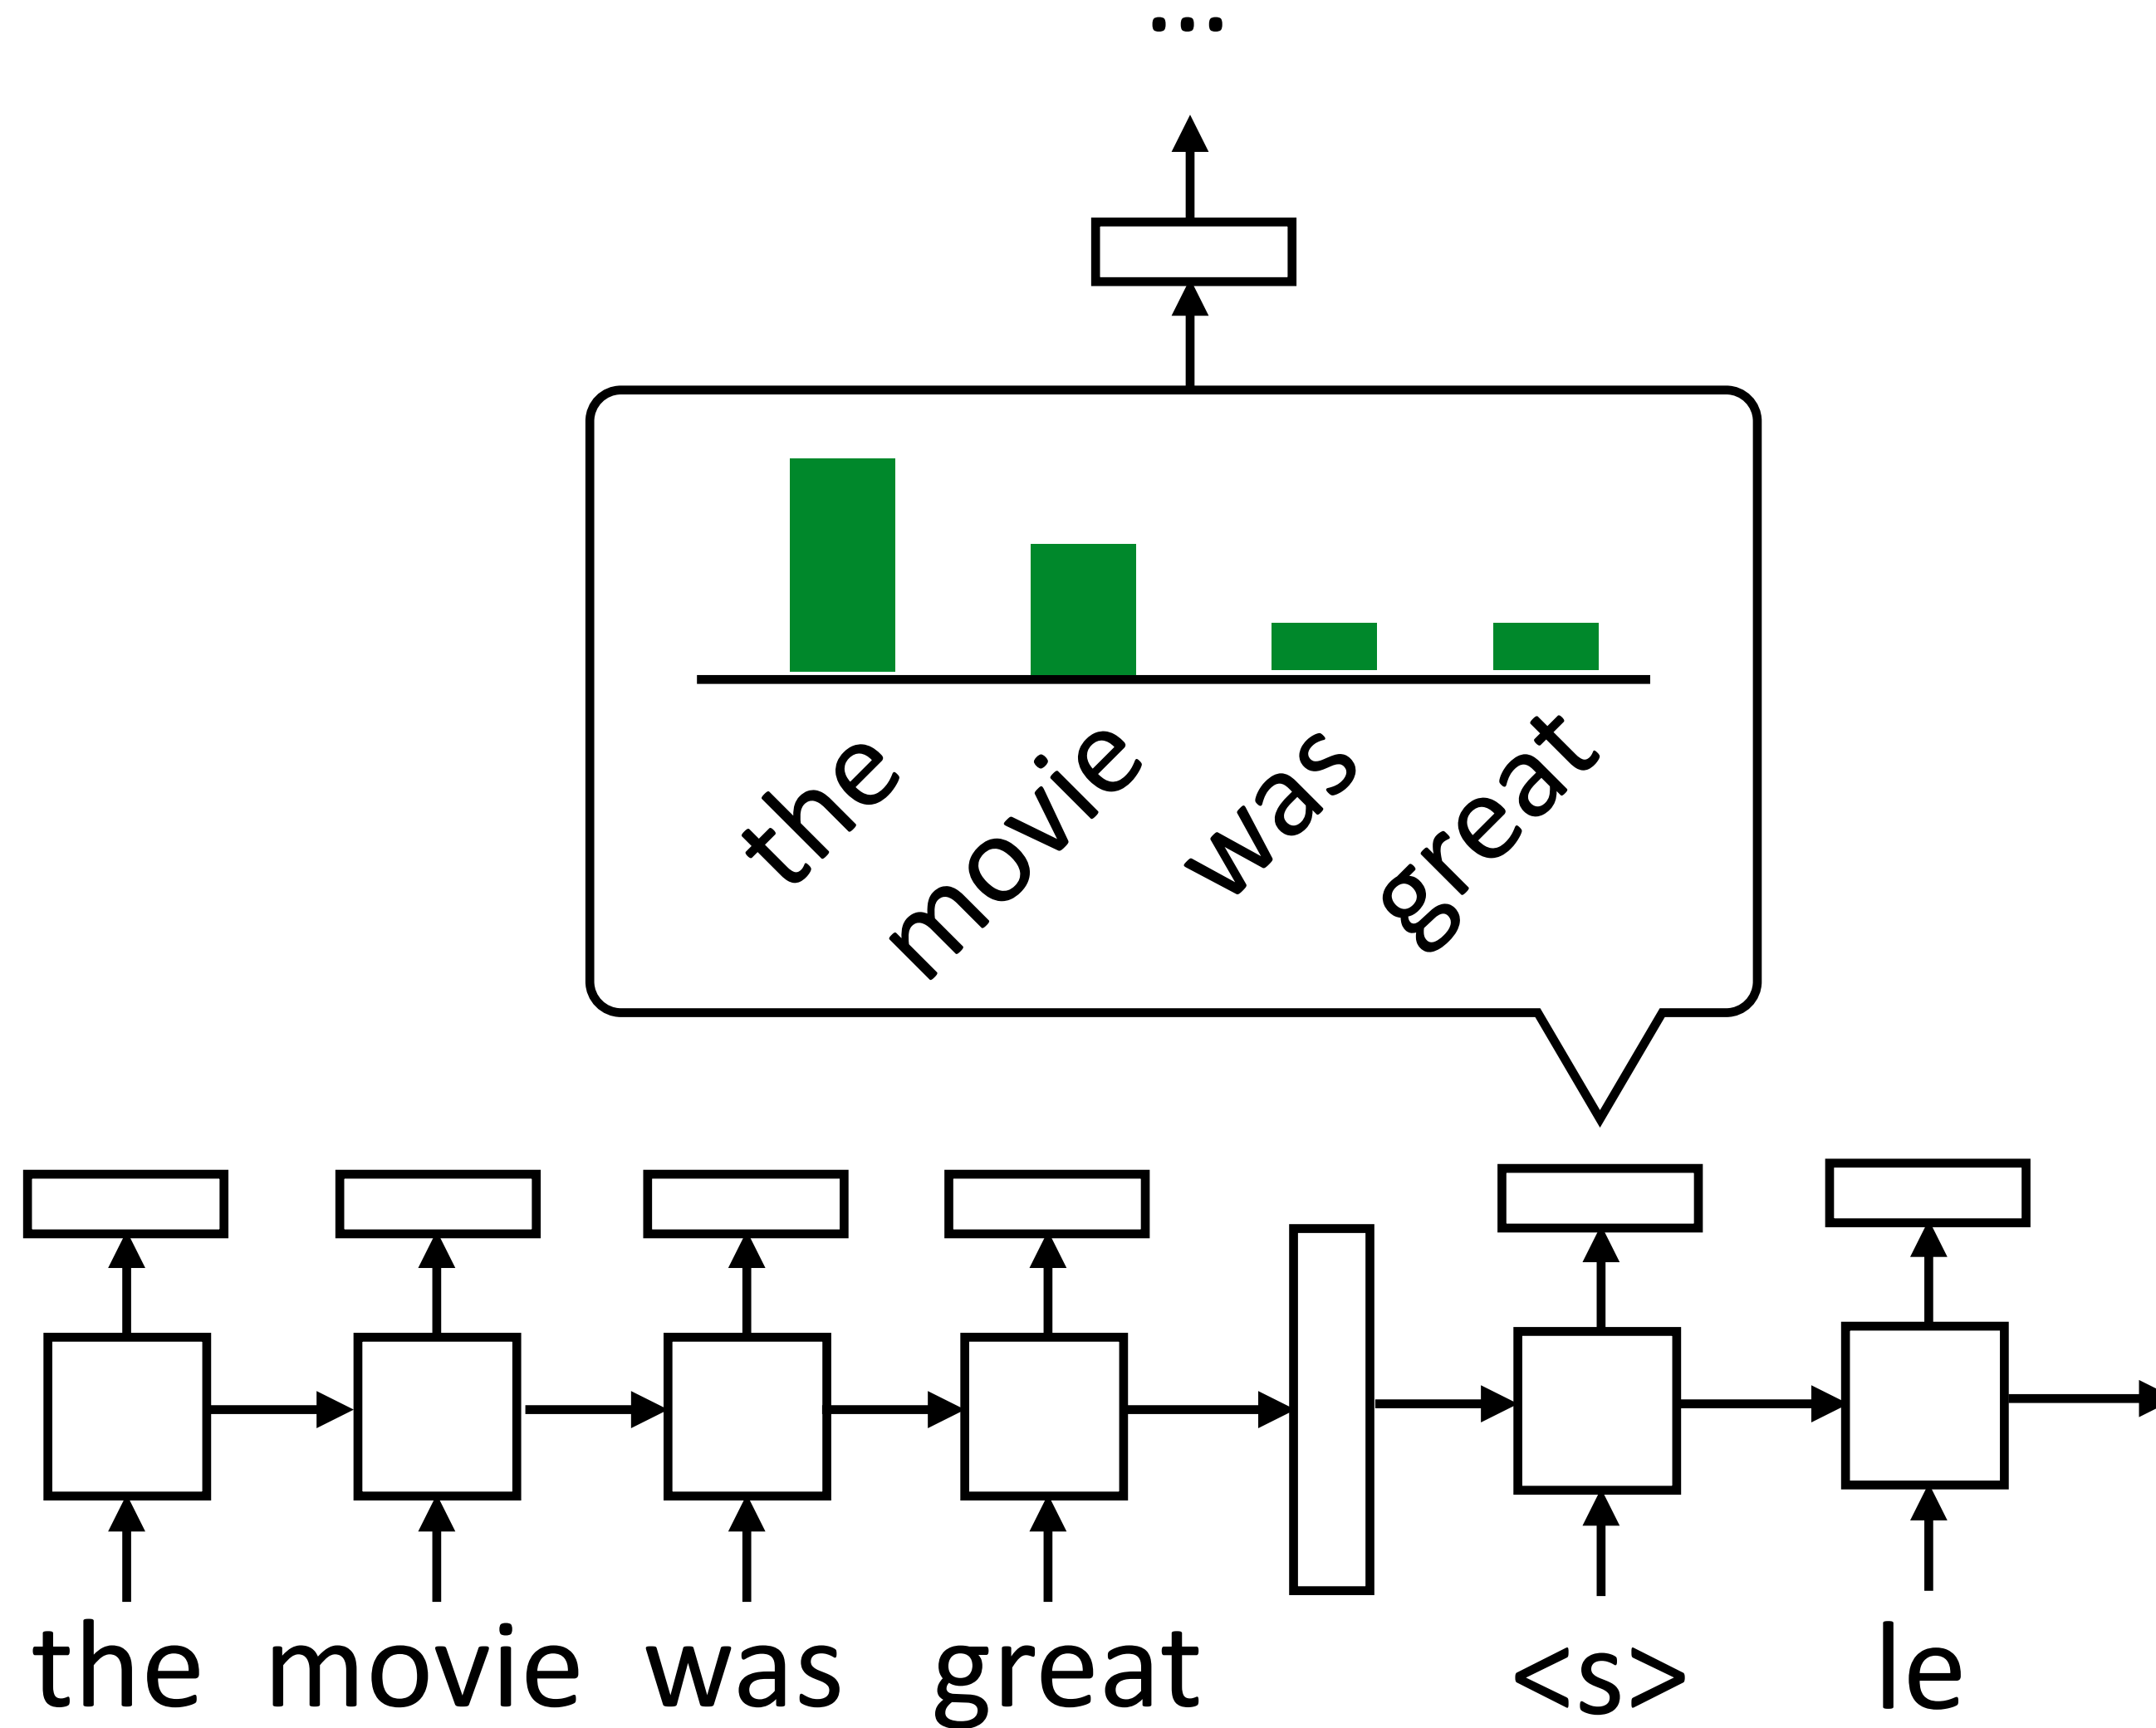 ...
the movie was great
the movie was great <s> le